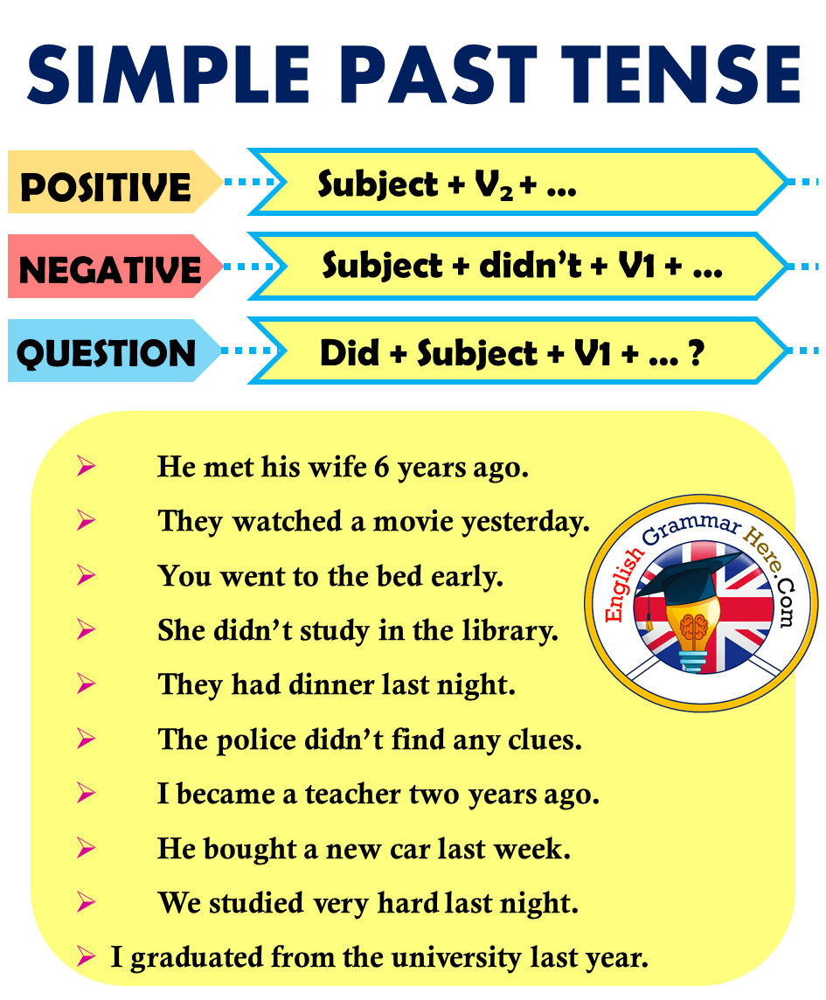 SIMPLE PAST TENSE
POSITIVE
Subject + V₂ + ...
NEGATIVE
Subject + didn't + V1 + ...
QUESTION
Did + Subject + V1 + ... ?
He met his wife 6 years ago.
They watched a movie yesterday.
You went to the bed early.
She didn't study in the library.
They had dinner last night.
The police didn't find any clues.
I became a teacher two years ago.
He bought a new car last week.
We studied very hard last night.
I graduated from the university last year.
English Grammar Here.Com